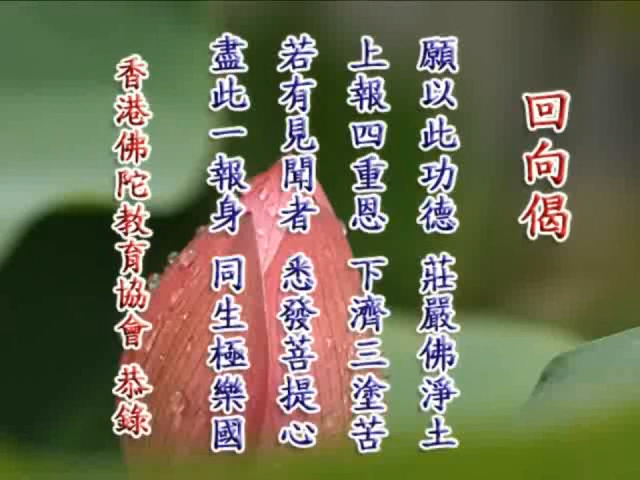 回向偈
願以此功德 莊嚴佛淨土
上報四重恩 下濟三塗苦
若有見聞者 悉發菩提心
盡此一報身 同生極樂國
香港佛陀教育協會 恭錄